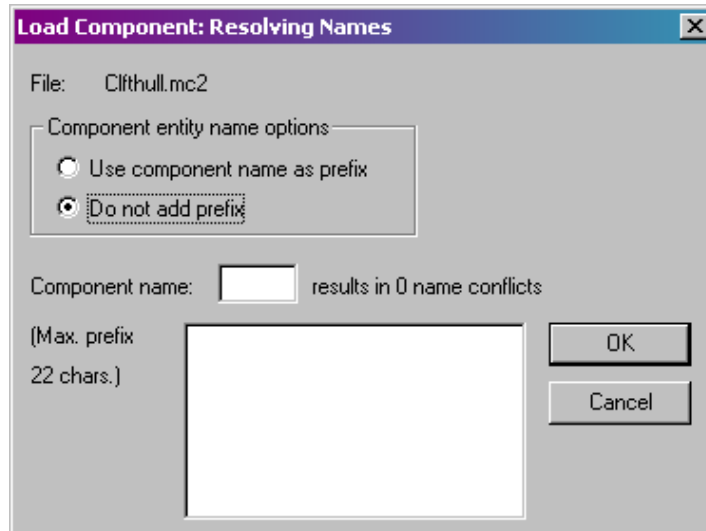 Load Component: Resolving Names
File: Clfthull.mc2
Component entity name options
Use component name as prefix
Do not add prefix
Component name: results in 0 name conflicts
(Max. prefix
22 chars.)
OK
Cancel